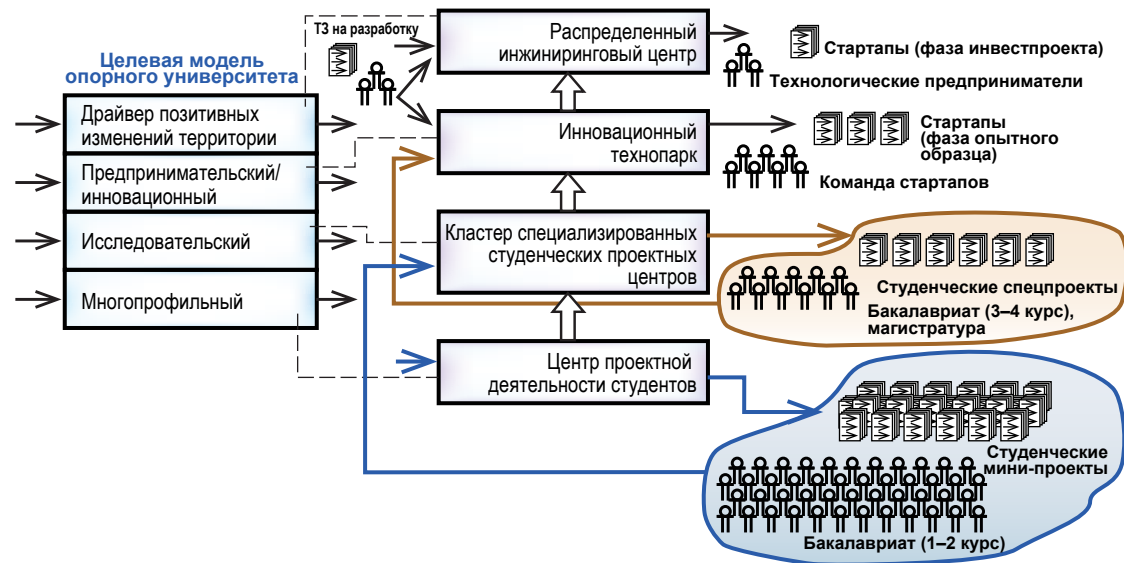 ТЗ на разработку
Целевая модель
опорного университета
Драйвер позитивных
изменений территории
Предпринимательский/
инновационный
Исследовательский
Многопрофильный
Распределенный
инжиниринговый центр
Стартапы (фаза инвестпроекта)
Технологические предприниматели
Инновационный
технопарк
Стартапы
(фаза опытного
образца)
Команда стартапов
Кластер специализированных
студенческих проектных
центров
Студенческие спецпроекты
Бакалавриат (3–4 курс),
магистратура
Центр проектной
деятельности студентов
Студенческие
мини-проекты
Бакалавриат (1–2 курс)